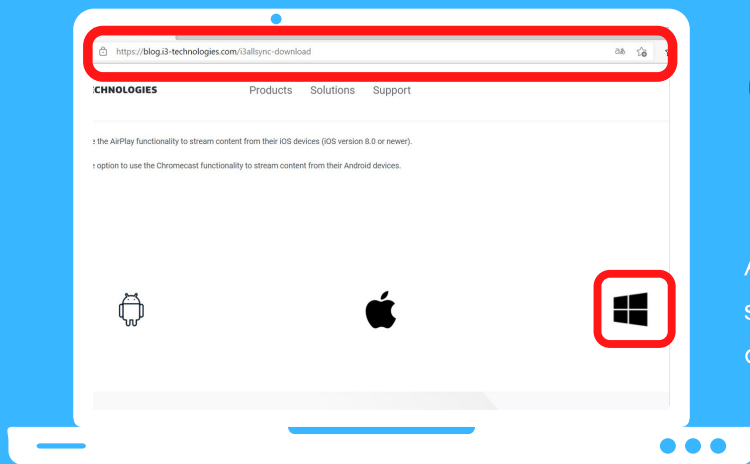 https://blog.i3-technologies.com/i3allsync-download
CHNOLOGIES Products Solutions Support
the AirPlay functionality to stream content from their iOS devices (iOS version 8.0 or newer).
option to use the Chromecast functionality to stream content from their Android devices.